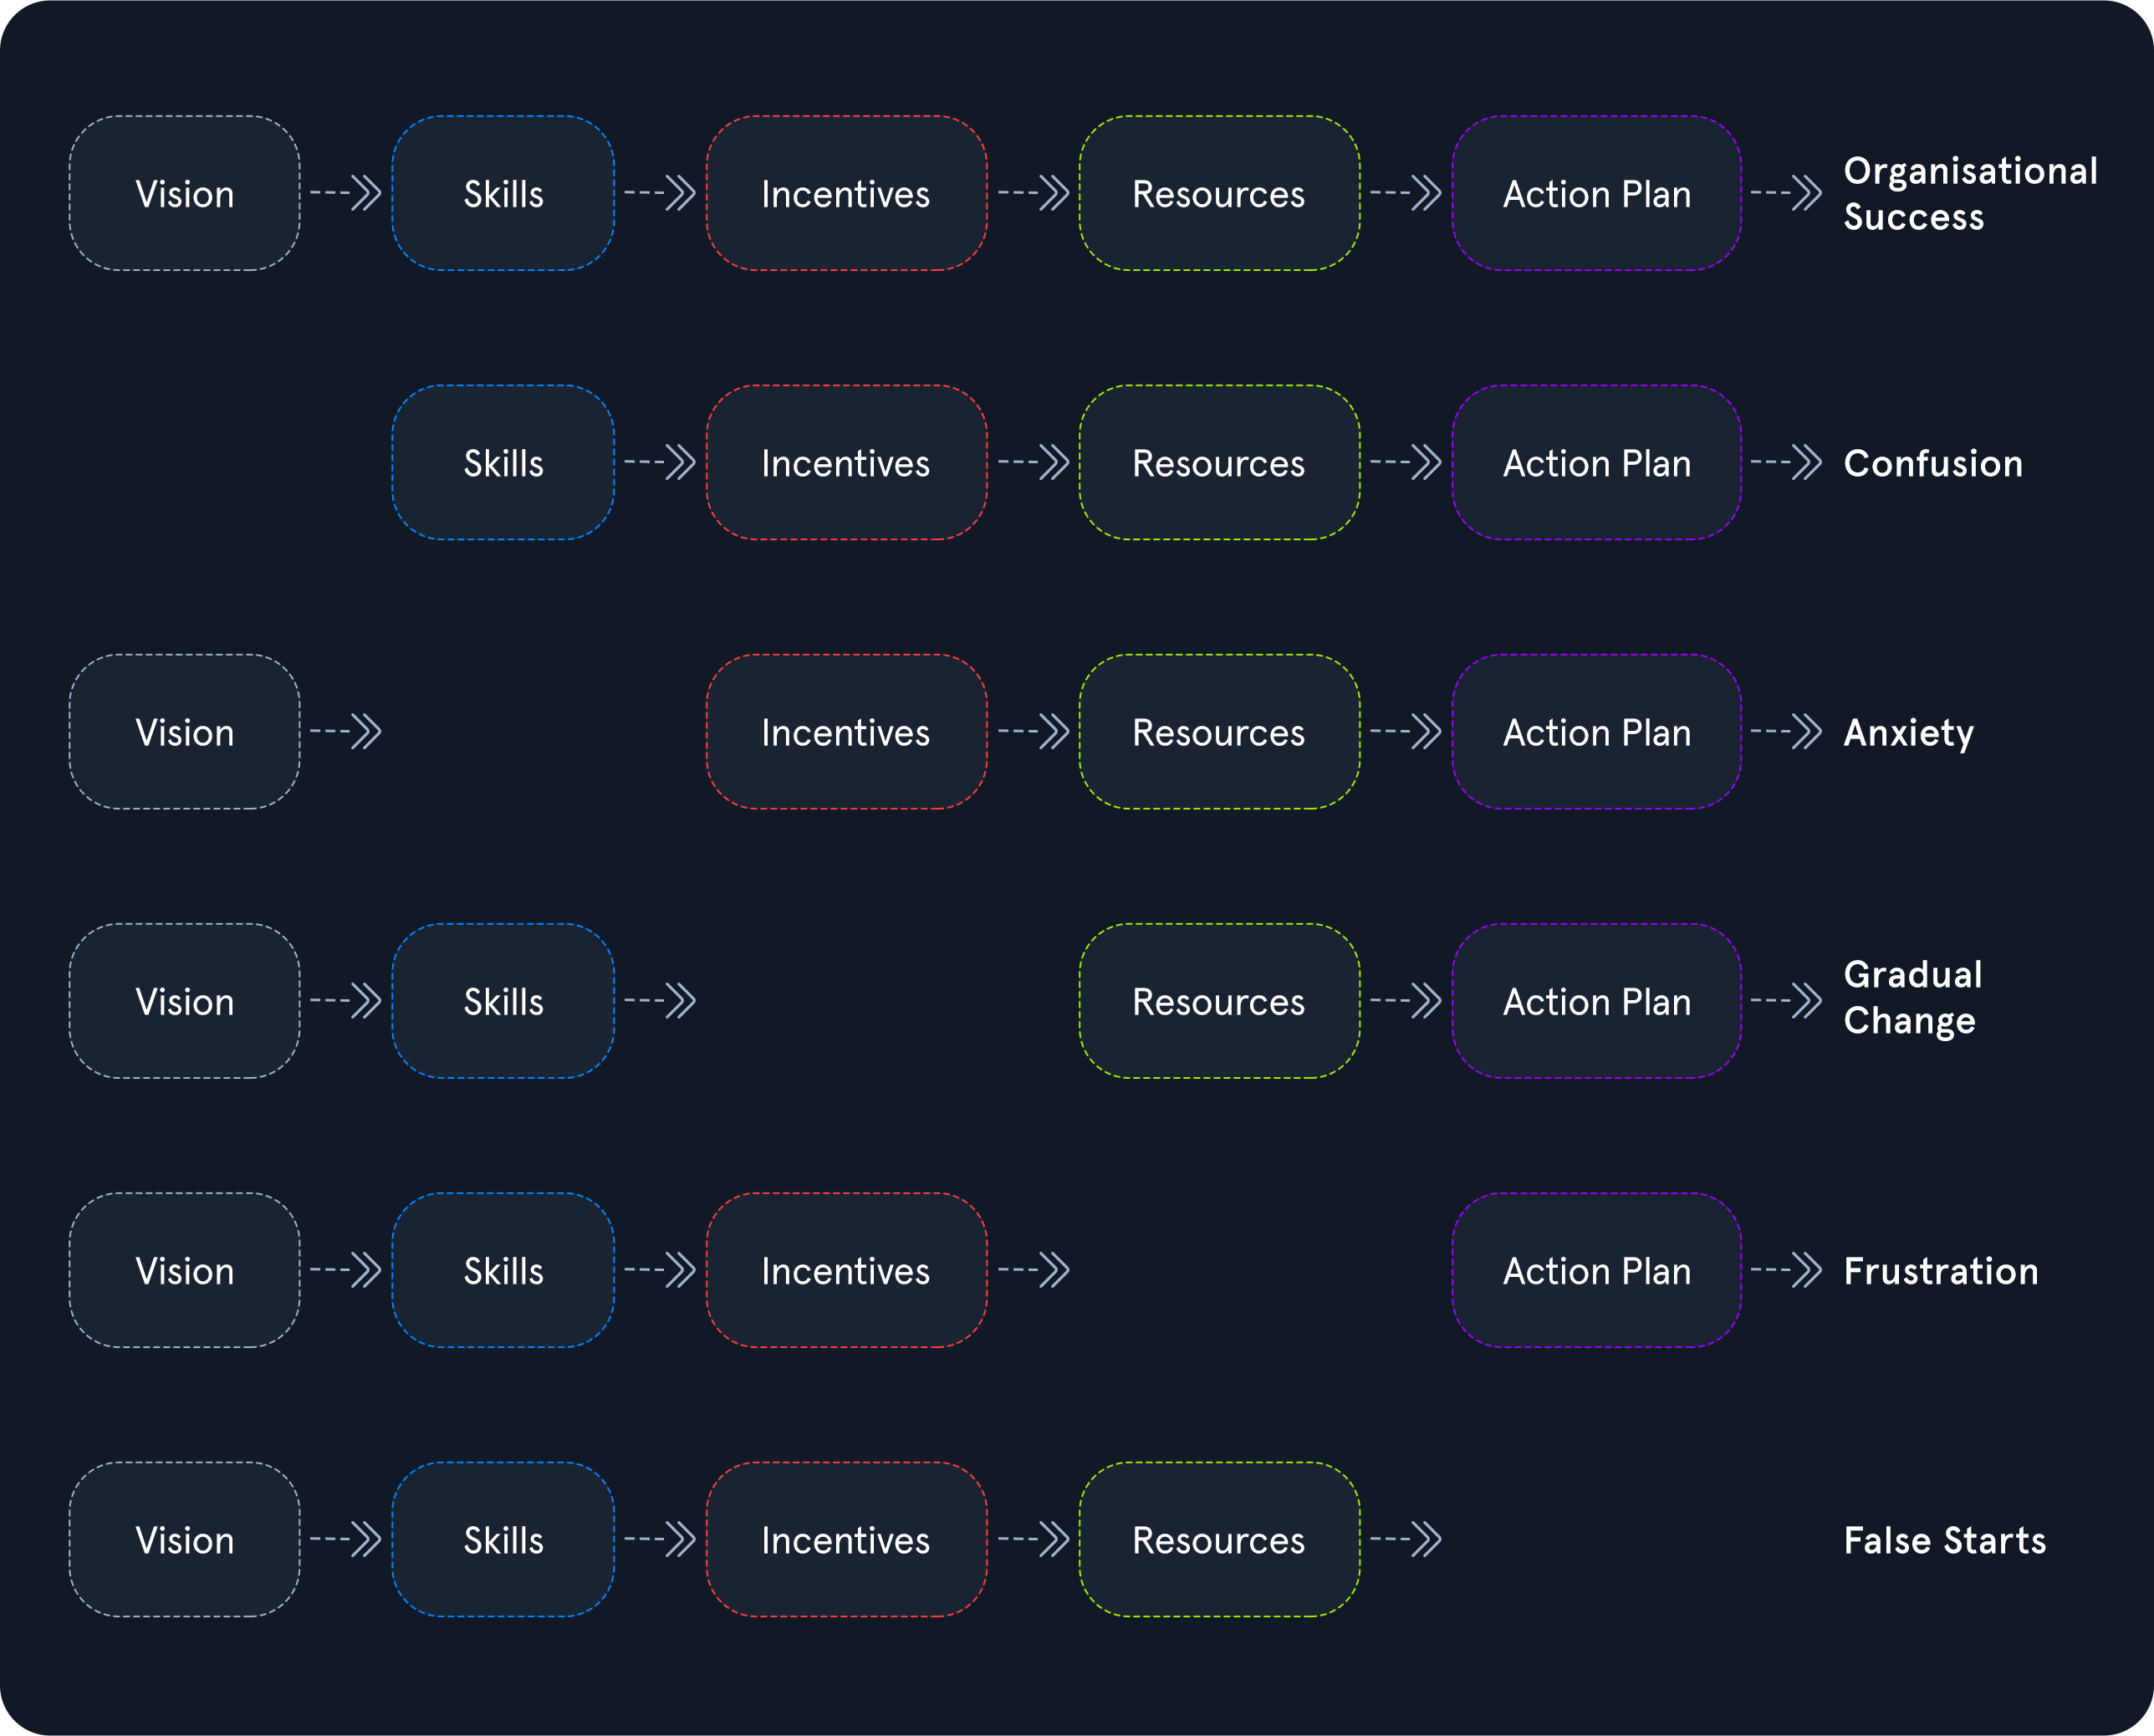 Vision
Skills
Incentives
Resources
Action Plan
Organisational
Success
Skills
Incentives
Resources
Action Plan
Confusion
Vision
Incentives
Resources
Action Plan
Anxiety
Vision
Skills
Resources
Action Plan
Gradual
Change
Vision
Skills
Incentives
Action Plan
Frustration
Vision
Skills
Incentives
Resources
False Starts